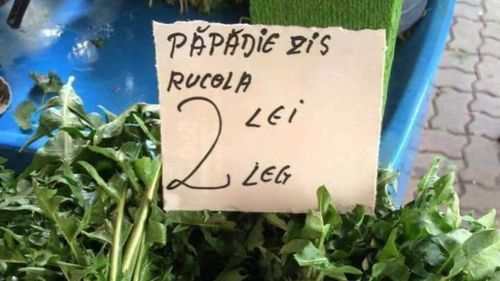 PĂPĂDIE ZIS
RUCOLA
2 LEI
LEG